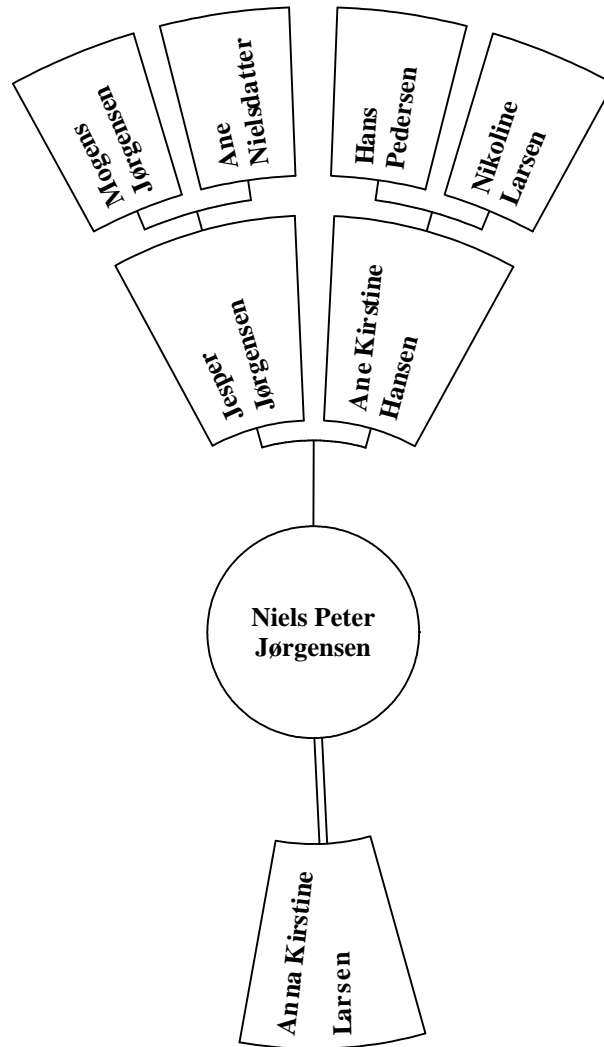 Mogens
Jørgensen
Ane
Nielsdatter
Hans
Pedersen
Nikoline
Larsen
Jesper
Jørgensen
Ane Kirstine
Hansen
Niels Peter
Jørgensen
Anna Kirstine
Larsen